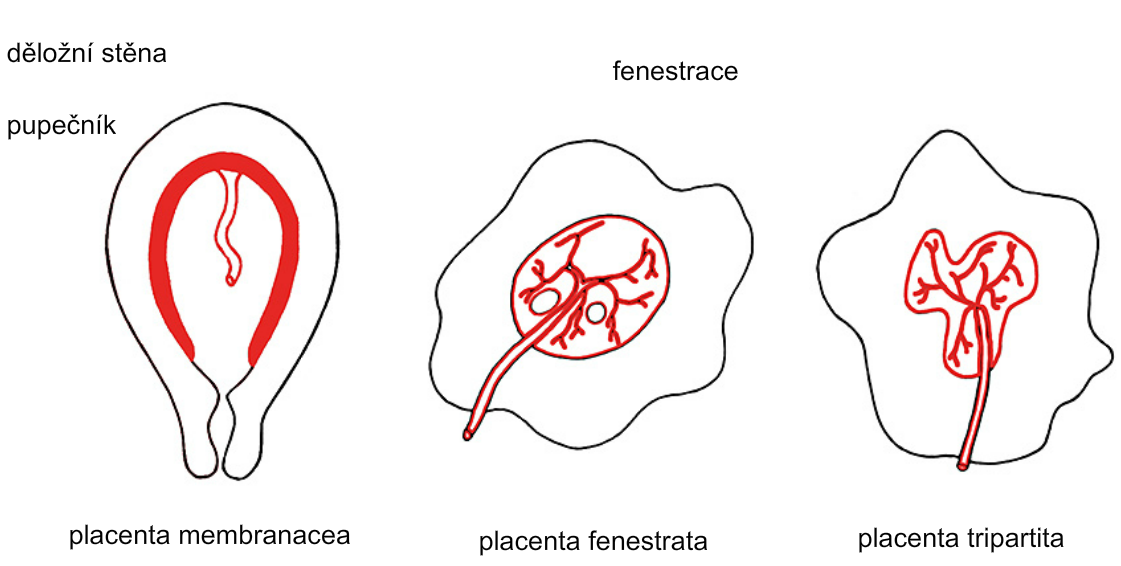 děložní stěna
fenestrace
pupečník
placenta membranacea
placenta fenestrata
placenta tripartita